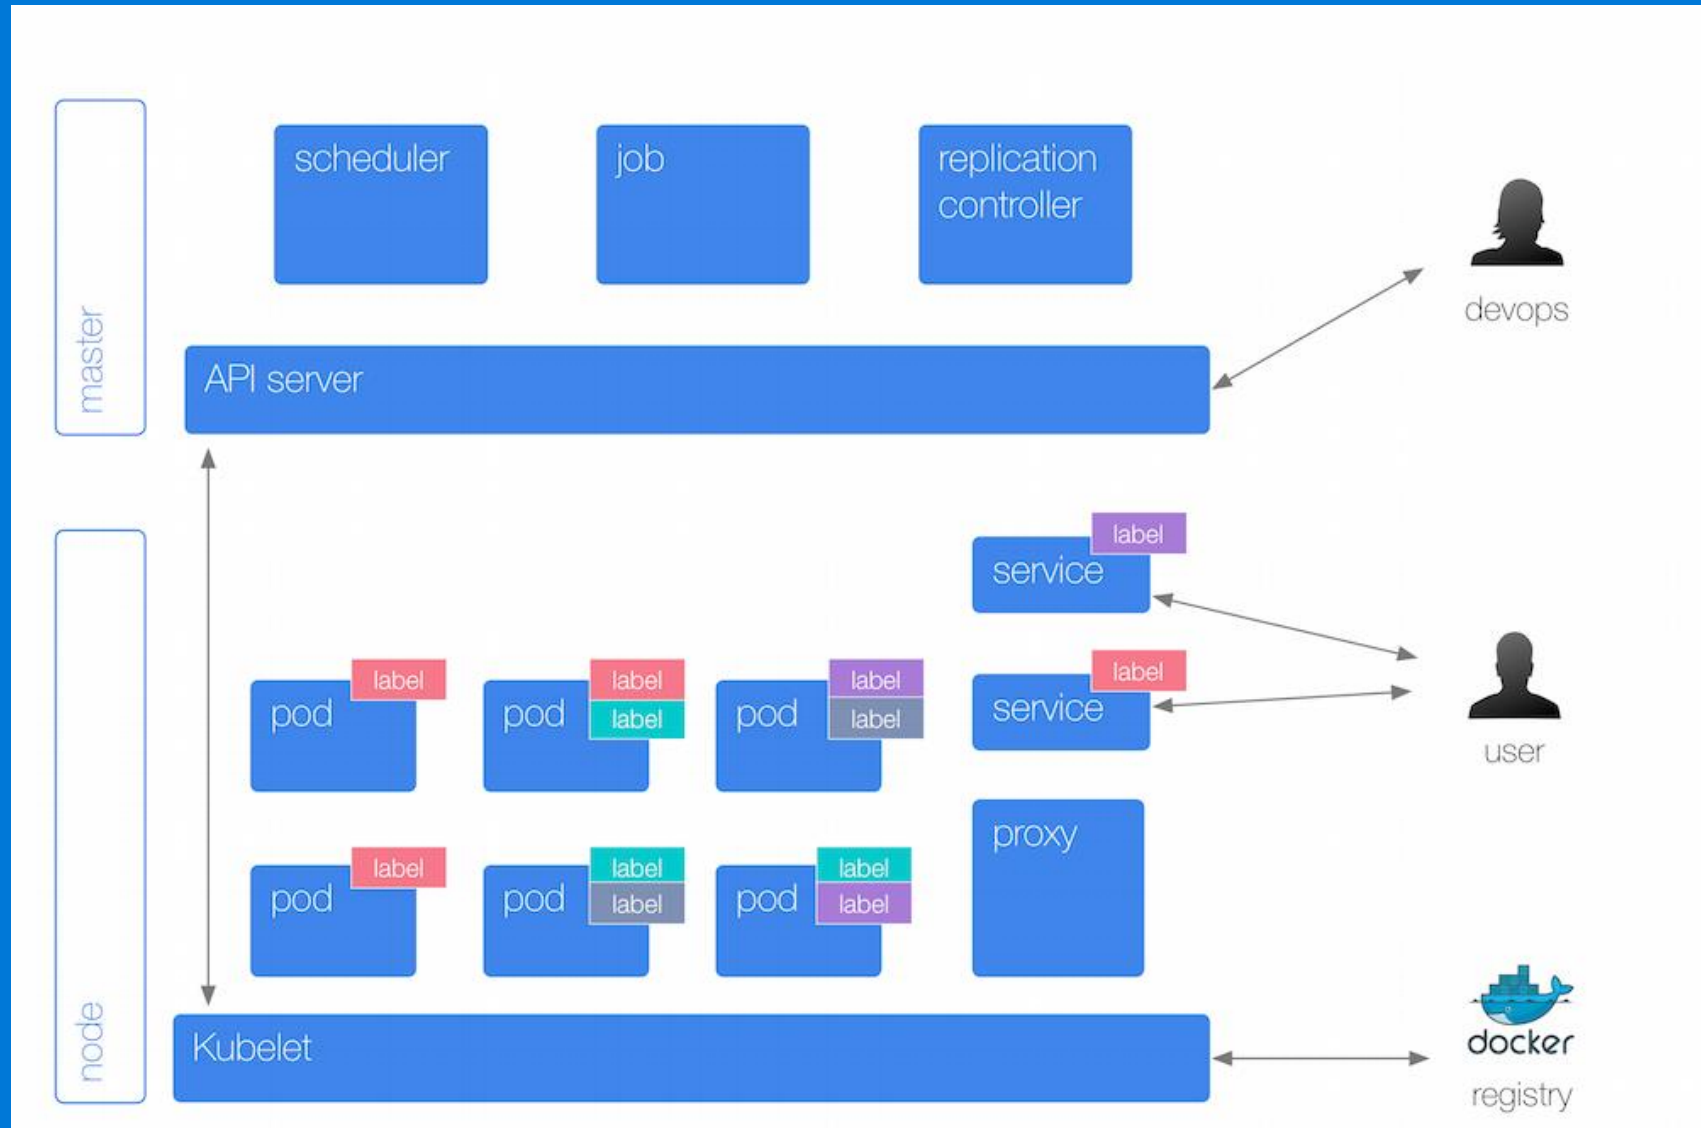 master
scheduler
job
replication
controller
API server
devops
node
label
service
label
service
user
label
pod
label
label
pod
label
label
pod
proxy
label
pod
label
label
pod
label
label
pod
Kubelet
docker
registry